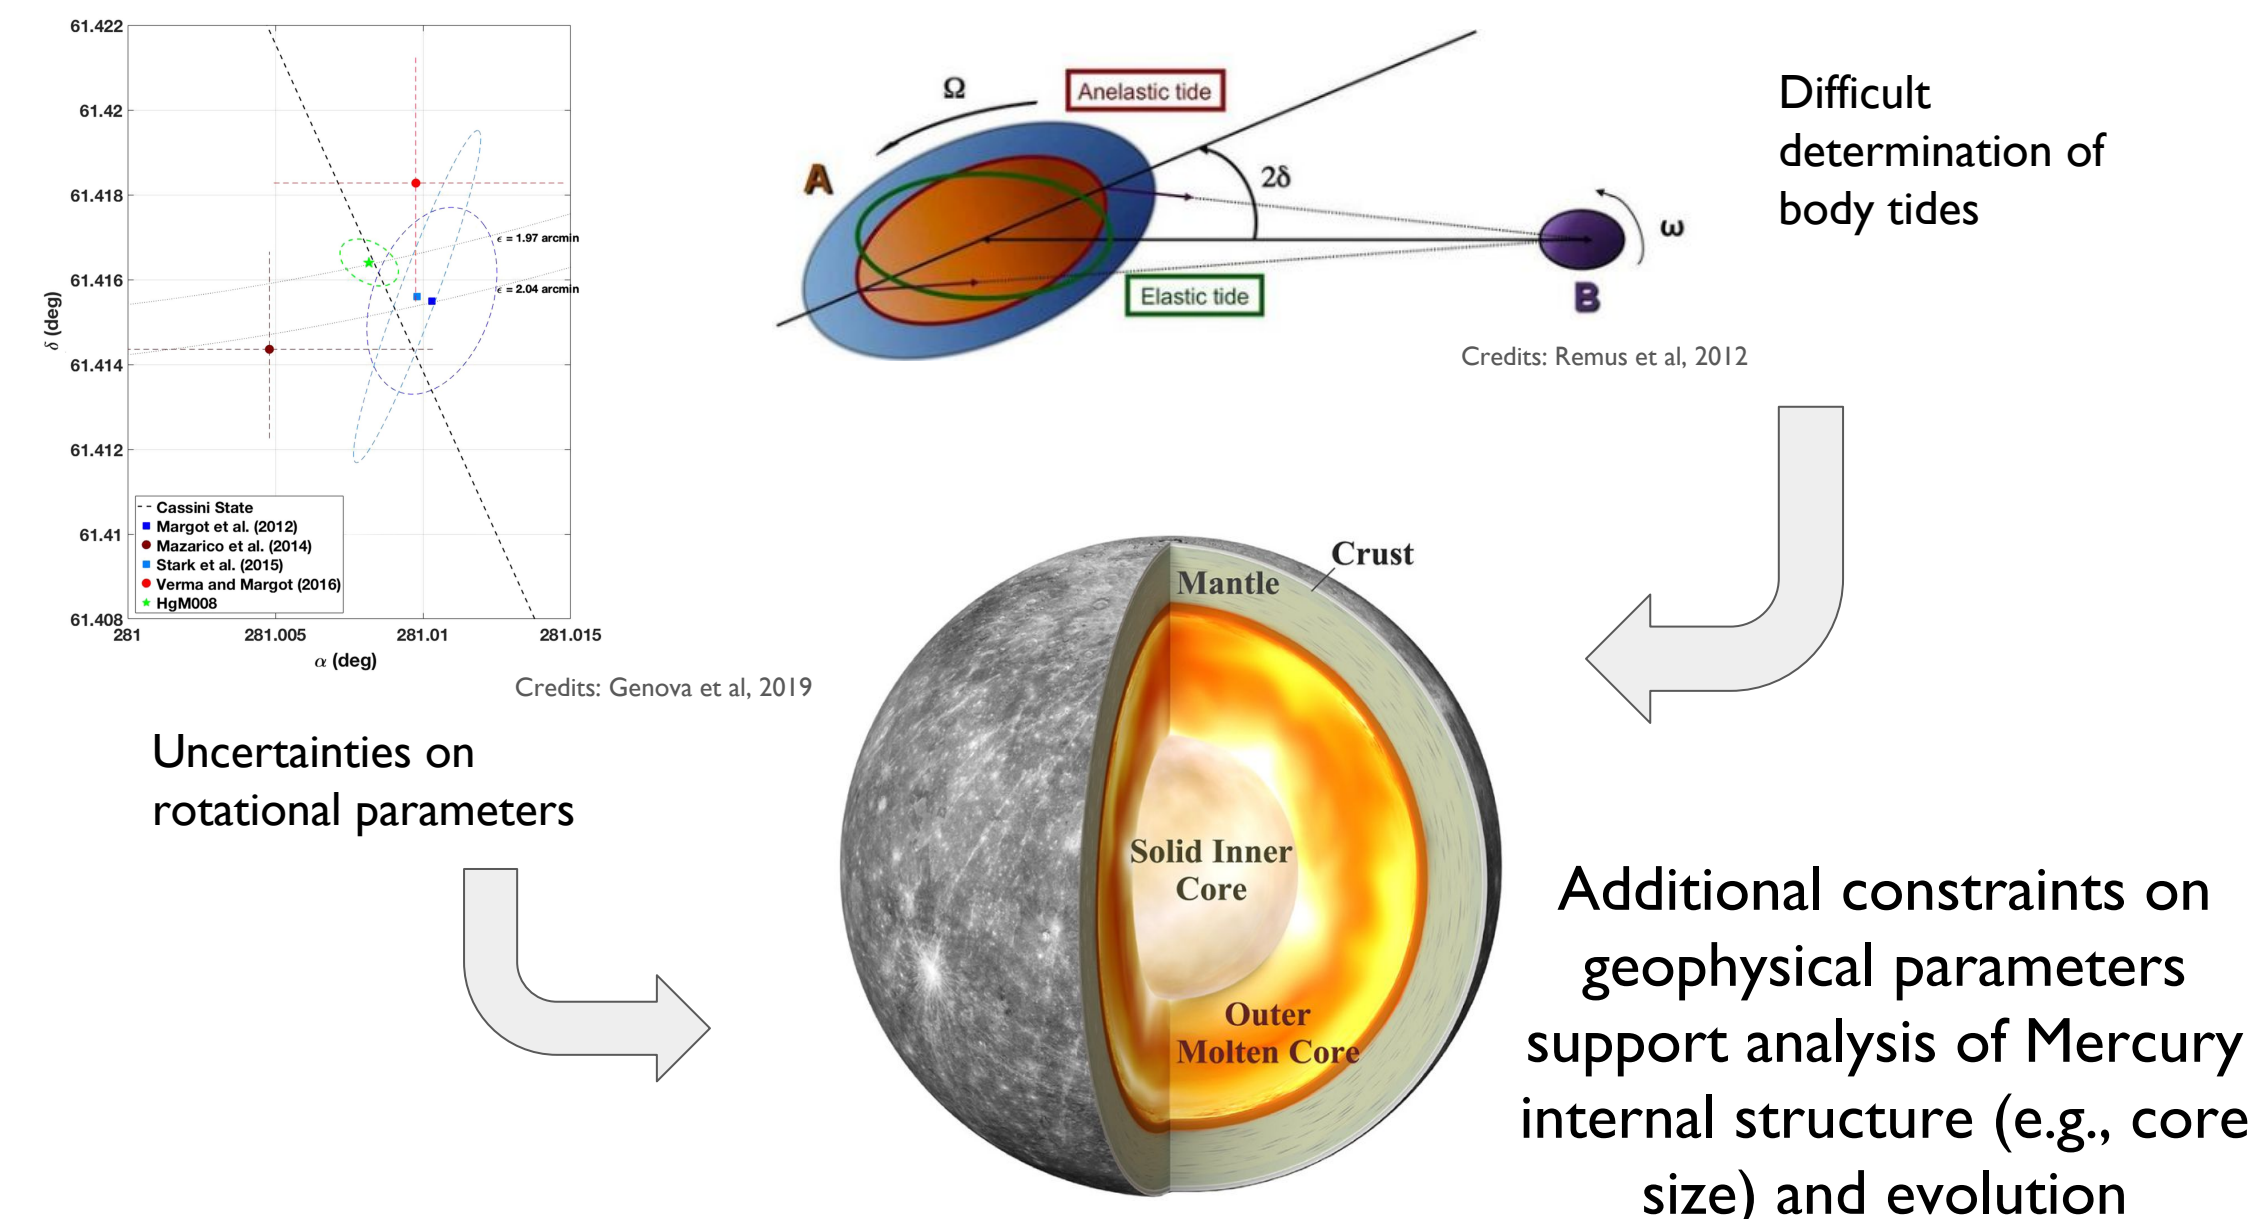 61.422
61.42
61.418
61.416
61.414
61.412
61.41
61.408
δ (deg)
ϵ = 1.97 arcmin
ϵ = 2.04 arcmin
Cassini State
Margot et al. (2012)
Mazarico et al. (2014)
Stark et al. (2015)
Verma and Margot (2016)
HgM008
281
281.005
281.01
281.015
α (deg)
Credits: Genova et al, 2019
Ω
Anelastic tide
A
2δ
ω
Elastic tide
B
Credits: Remus et al, 2012
Difficult
determination of
body tides
Uncertainties on
rotational parameters
Crust
Mantle
Solid Inner
Core
Outer
Molten Core
Additional constraints on
geophysical parameters
support analysis of Mercury
internal structure (e.g., core
size) and evolution